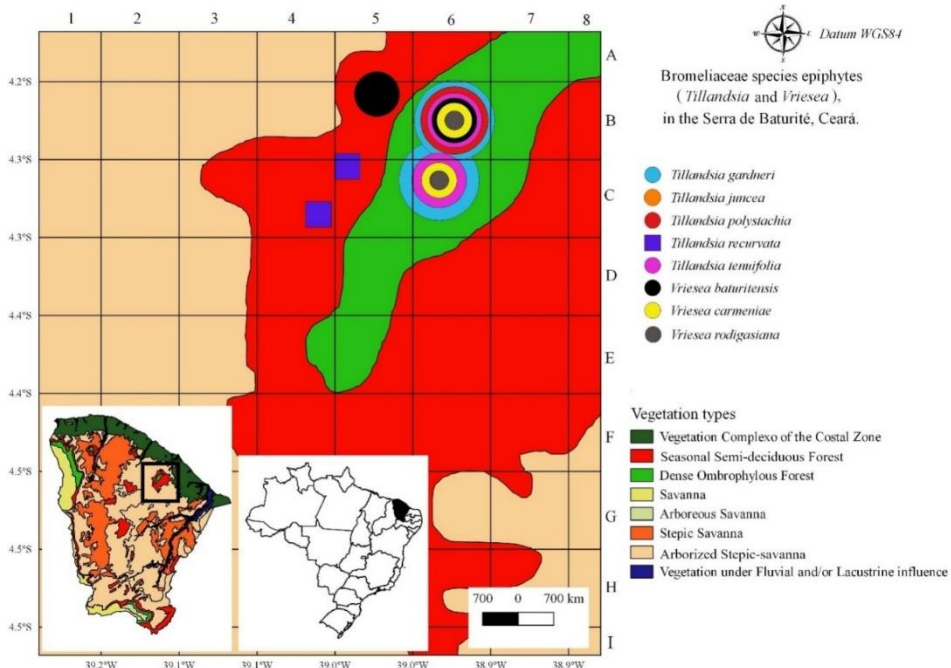 1 2 3 4 5 6 7 8
A
B
C
D
E
F
G
H
I
4.2°S
4.3°S
4.3°S
4.4°S
4.4°S
4.5°S
4.5°S
4.5°S
39.2°W 39.1°W 39.1°W 39.0°W 39.0°W 38.9°W 38.9°W
700 0 700 km
N
W E
S
Datum WGS84
Bromeliaceae species epiphytes
(Tillandsia and Vriesea),
in the Serra de Baturité, Ceará.
Tillandsia gardneri
Tillandsia juncea
Tillandsia polystachia
Tillandsia recurvata
Tillandsia tenuifolia
Vriesea baturitensis
Vriesea carmeniae
Vriesea rodigasiana
Vegetation types
Vegetation Complexo of the Costal Zone
Seasonal Semi-deciduous Forest
Dense Ombrophylous Forest
Savanna
Arboreous Savanna
Stepic Savanna
Arborized Stepic-savanna
Vegetation under Fluvial and/or Lacustrine influence